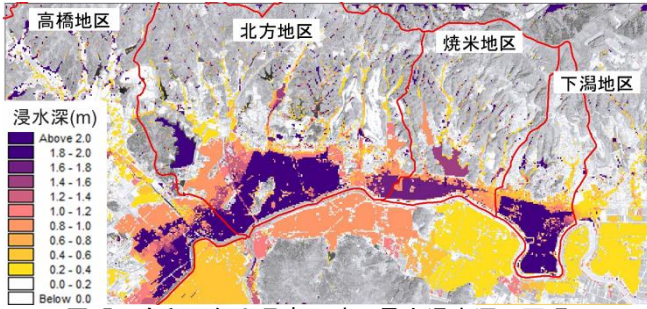 高橋地区
北方地区
焼米地区
下潟地区
浸水深(m)
Above 2.0
1.8 - 2.0
1.6 - 1.8
1.4 - 1.6
1.2 - 1.4
1.0 - 1.2
0.8 - 1.0
0.6 - 0.8
0.4 - 0.6
0.2 - 0.4
0.0 - 0.2
Below 0.0